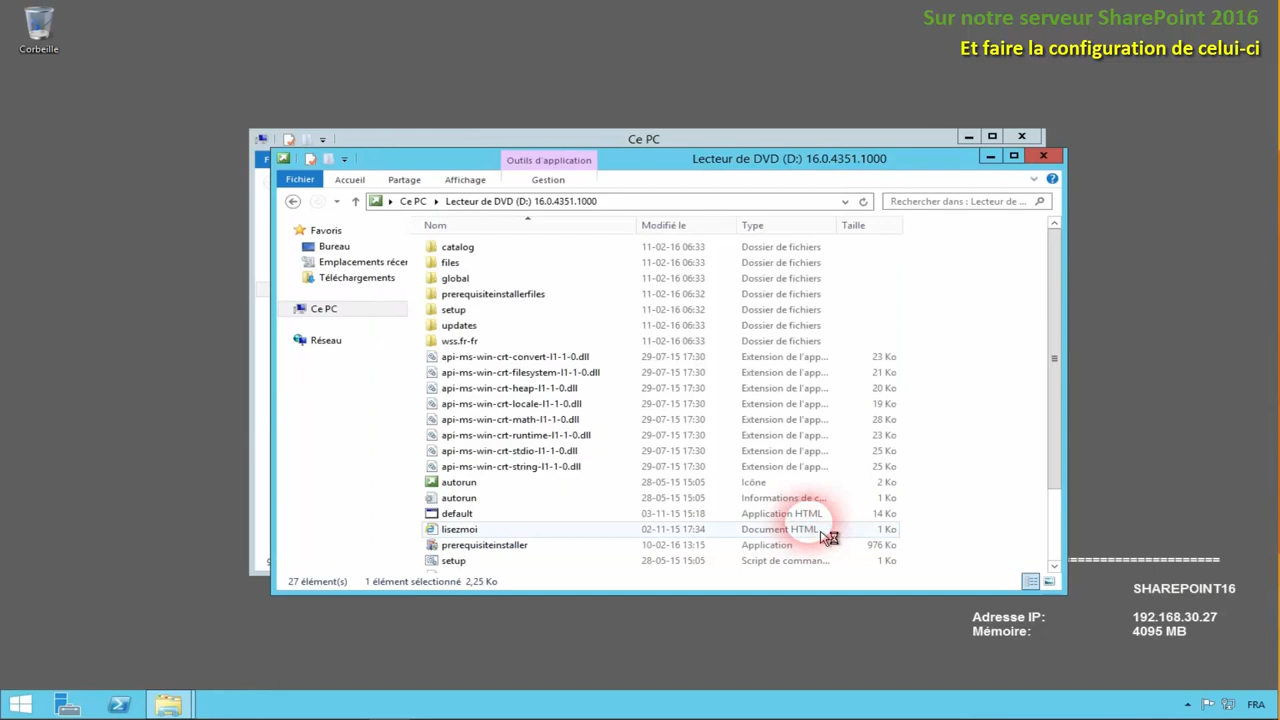 Sur notre serveur SharePoint 2016
Et faire la configuration de celui-ci
Corbeille
Ce PC
Outils d'application
Lecteur de DVD (D:) 16.0.4351.1000
Fichier
Accueil
Partage
Affichage
Gestion
Ce PC
Lecteur de DVD (D:) 16.0.4351.1000
Rechercher dans : Lecteur de ...
Nom
Modifié le
Type
Taille
Favoris
Bureau
Emplacements récer
Téléchargements
Ce PC
Réseau
catalog 11-02-16 06:33 Dossier de fichiers
files 11-02-16 06:33 Dossier de fichiers
global 11-02-16 06:33 Dossier de fichiers
prerequisiteinstallerfiles 11-02-16 06:32 Dossier de fichiers
setup 11-02-16 06:32 Dossier de fichiers
updates 11-02-16 06:33 Dossier de fichiers
wss.fr-fr 11-02-16 06:33 Dossier de fichiers
api-ms-win-crt-convert-l1-1-0.dll 29-07-15 17:30 Extension de l'app... 23 Ko
api-ms-win-crt-filesystem-l1-1-0.dll 29-07-15 17:30 Extension de l'app... 21 Ko
api-ms-win-crt-heap-l1-1-0.dll 29-07-15 17:30 Extension de l'app... 20 Ko
api-ms-win-crt-locale-l1-1-0.dll 29-07-15 17:30 Extension de l'app... 19 Ko
api-ms-win-crt-math-l1-1-0.dll 29-07-15 17:30 Extension de l'app... 28 Ko
api-ms-win-crt-runtime-l1-1-0.dll 29-07-15 17:30 Extension de l'app... 23 Ko
api-ms-win-crt-stdio-l1-1-0.dll 29-07-15 17:30 Extension de l'app... 25 Ko
api-ms-win-crt-string-l1-1-0.dll 29-07-15 17:30 Extension de l'app... 25 Ko
autorun 28-05-15 15:05 Icône 2 Ko
autorun 28-05-15 15:05 Informations de c... 1 Ko
default 03-11-15 15:18 Application HTML 14 Ko
lisezmoi 02-11-15 17:34 Document HTML 1 Ko
prerequisiteinstaller 10-02-16 13:15 Application 976 Ko
setup 28-05-15 15:05 Script de comman... 1 Ko
27 élément(s) 1 élément sélectionné 2,25 Ko
SHAREPOINT16
Adresse IP: 192.168.30.27
Mémoire: 4095 MB
FRA